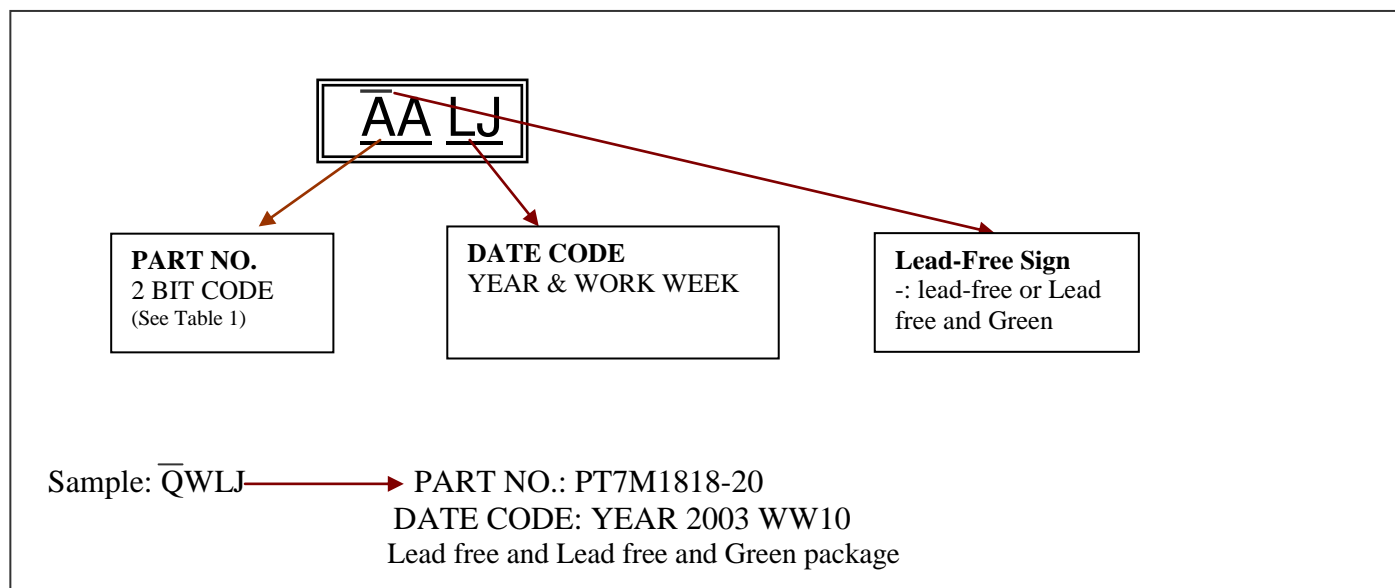 A̅A LJ
PART NO.
2 BIT CODE
(See Table 1)
DATE CODE
YEAR & WORK WEEK
Lead-Free Sign
-: lead-free or Lead
free and Green
Sample: Q̅WLJ PART NO.: PT7M1818-20
DATE CODE: YEAR 2003 WW10
Lead free and Lead free and Green package